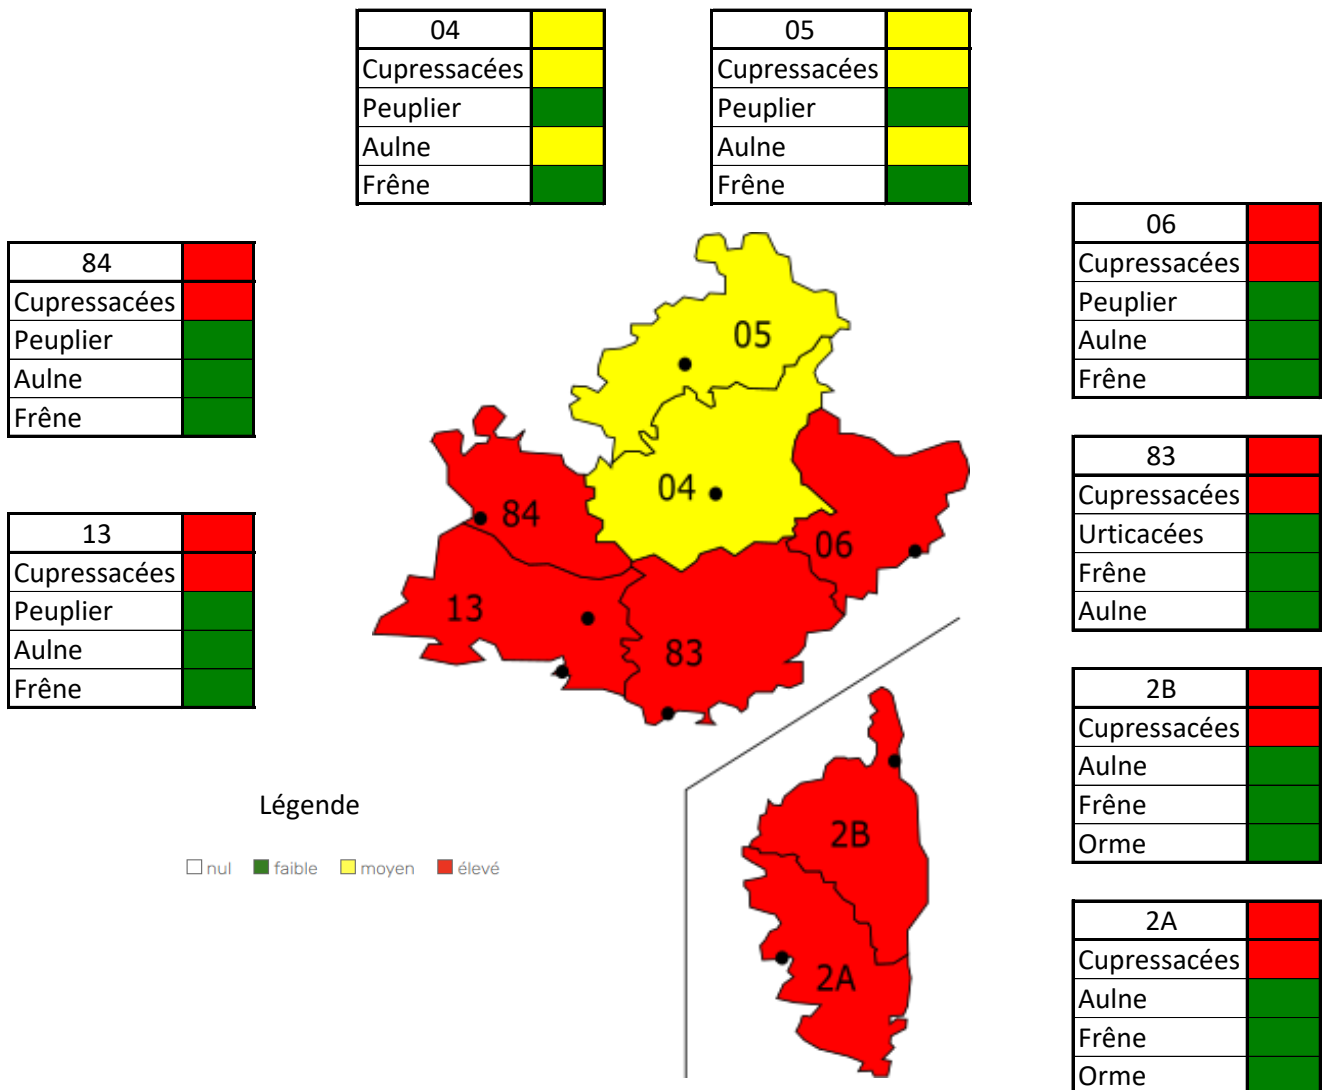 04
Cupressacées
Peuplier
Aulne
Frêne
05
Cupressacées
Peuplier
Aulne
Frêne
84
Cupressacées
Peuplier
Aulne
Frêne
13
Cupressacées
Peuplier
Aulne
Frêne
06
Cupressacées
Peuplier
Aulne
Frêne
83
Cupressacées
Urticacées
Frêne
Aulne
2B
Cupressacées
Aulne
Frêne
Orme
2A
Cupressacées
Aulne
Frêne
Orme
05
04
84
06
13
83
2B
2A
Légende
nul faible moyen élevé